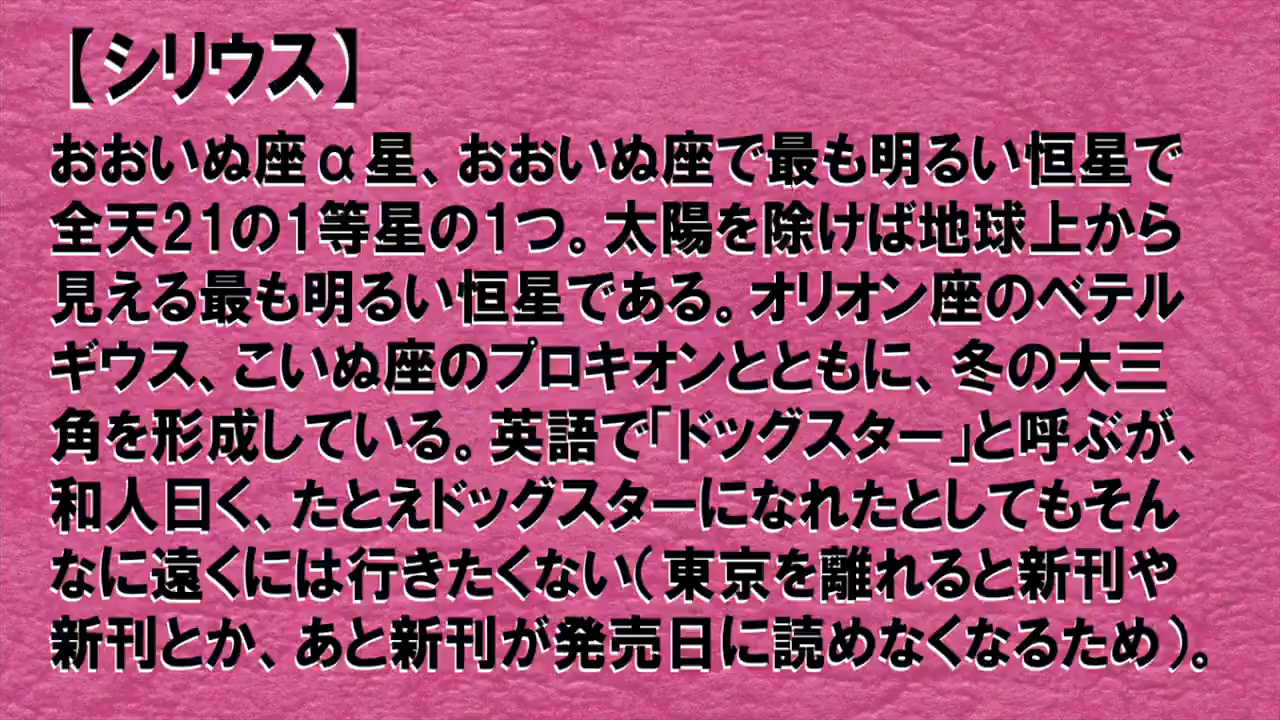 【シリウス】
おおいぬ座α星、おおいぬ座で最も明るい恒星で
全天21の1等星の1つ。太陽を除けば地球上から
見える最も明るい恒星である。オリオン座のベテル
ギウス、こいぬ座のプロキオンとともに、冬の大三
角を形成している。英語で「ドッグスター」と呼ぶが、
和人曰く、たとえドッグスターになれたとしてもそん
なに遠くには行きたくない（東京を離れると新刊や
新刊とか、あと新刊が発売日に読めなくなるため）。